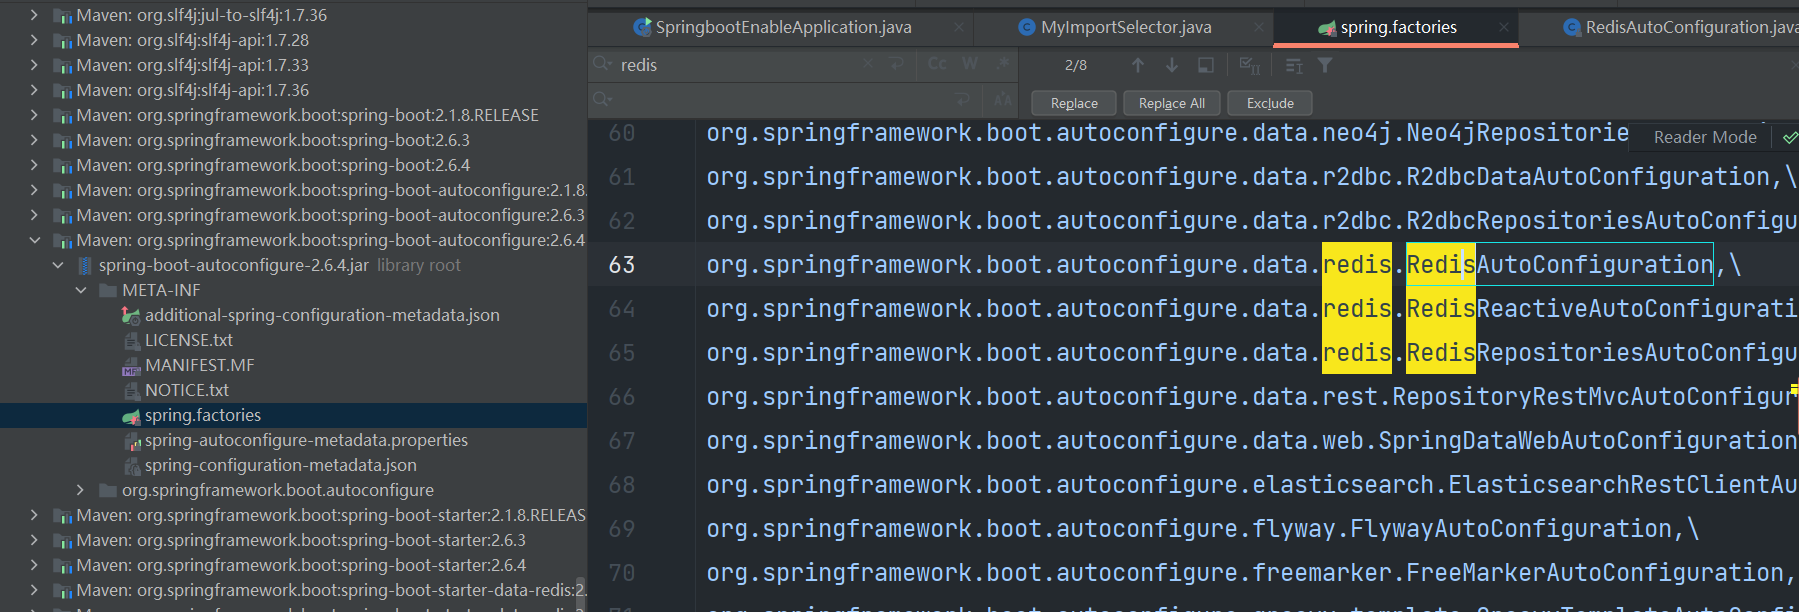 Maven: org.slf4j:jul-to-slf4j:1.7.36
Maven: org.slf4j:slf4j-api:1.7.28
Maven: org.slf4j:slf4j-api:1.7.33
Maven: org.slf4j:slf4j-api:1.7.36
Maven: org.springframework.boot:spring-boot:2.1.8.RELEASE
Maven: org.springframework.boot:spring-boot:2.6.3
Maven: org.springframework.boot:spring-boot:2.6.4
Maven: org.springframework.boot:spring-boot-autoconfigure:2.1.8.
Maven: org.springframework.boot:spring-boot-autoconfigure:2.6.3
Maven: org.springframework.boot:spring-boot-autoconfigure:2.6.4
spring-boot-autoconfigure-2.6.4.jar library root
META-INF
additional-spring-configuration-metadata.json
LICENSE.txt
MANIFEST.MF
NOTICE.txt
spring.factories
spring-autoconfigure-metadata.properties
spring-configuration-metadata.json
org.springframework.boot.autoconfigure
Maven: org.springframework.boot:spring-boot-starter:2.1.8.RELEAS
Maven: org.springframework.boot:spring-boot-starter:2.6.3
Maven: org.springframework.boot:spring-boot-starter:2.6.4
Maven: org.springframework.boot:spring-boot-starter-data-redis:2.
SpringbootEnableApplication.java MyImportSelector.java spring.factories RedisAutoConfiguration.java
redis Cc W .* 2/8
Replace Replace All Exclude
Reader Mode
60 org.springframework.boot.autoconfigure.data.neo4j.Neo4jRepositorie
61 org.springframework.boot.autoconfigure.data.r2dbc.R2dbcDataAutoConfiguration,\
62 org.springframework.boot.autoconfigure.data.r2dbc.R2dbcRepositoriesAutoConfigu
63 org.springframework.boot.autoconfigure.data.redis.RedisAutoConfiguration,\
64 org.springframework.boot.autoconfigure.data.redis.RedisReactiveAutoConfigurati
65 org.springframework.boot.autoconfigure.data.redis.RedisRepositoriesAutoConfigu
66 org.springframework.boot.autoconfigure.data.rest.RepositoryRestMvcAutoConfigur
67 org.springframework.boot.autoconfigure.data.web.SpringDataWebAutoConfiguration
68 org.springframework.boot.autoconfigure.elasticsearch.ElasticsearchRestClientAu
69 org.springframework.boot.autoconfigure.flyway.FlywayAutoConfiguration,\
70 org.springframework.boot.autoconfigure.freemarker.FreeMarkerAutoConfiguration,